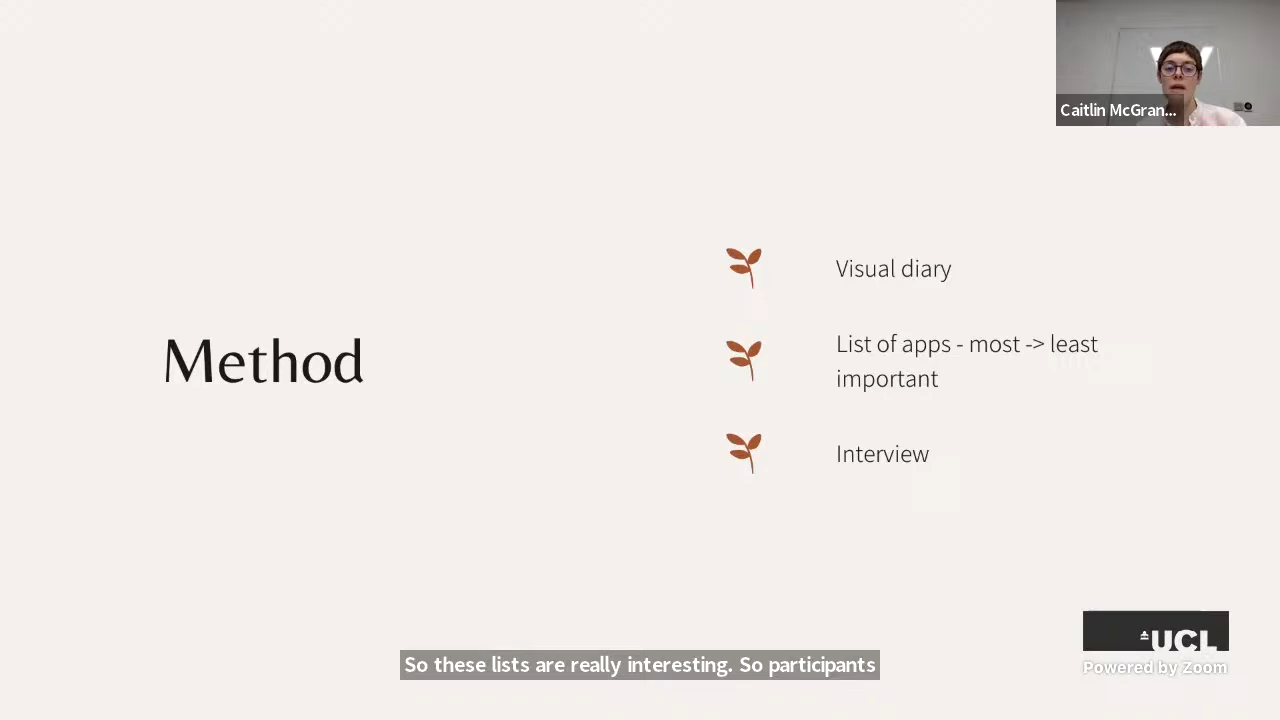 Caitlin McGran...
Visual diary
List of apps - most -> least
important
Method
Interview
UCL
Powered by Zoom
So these lists are really interesting. So participants